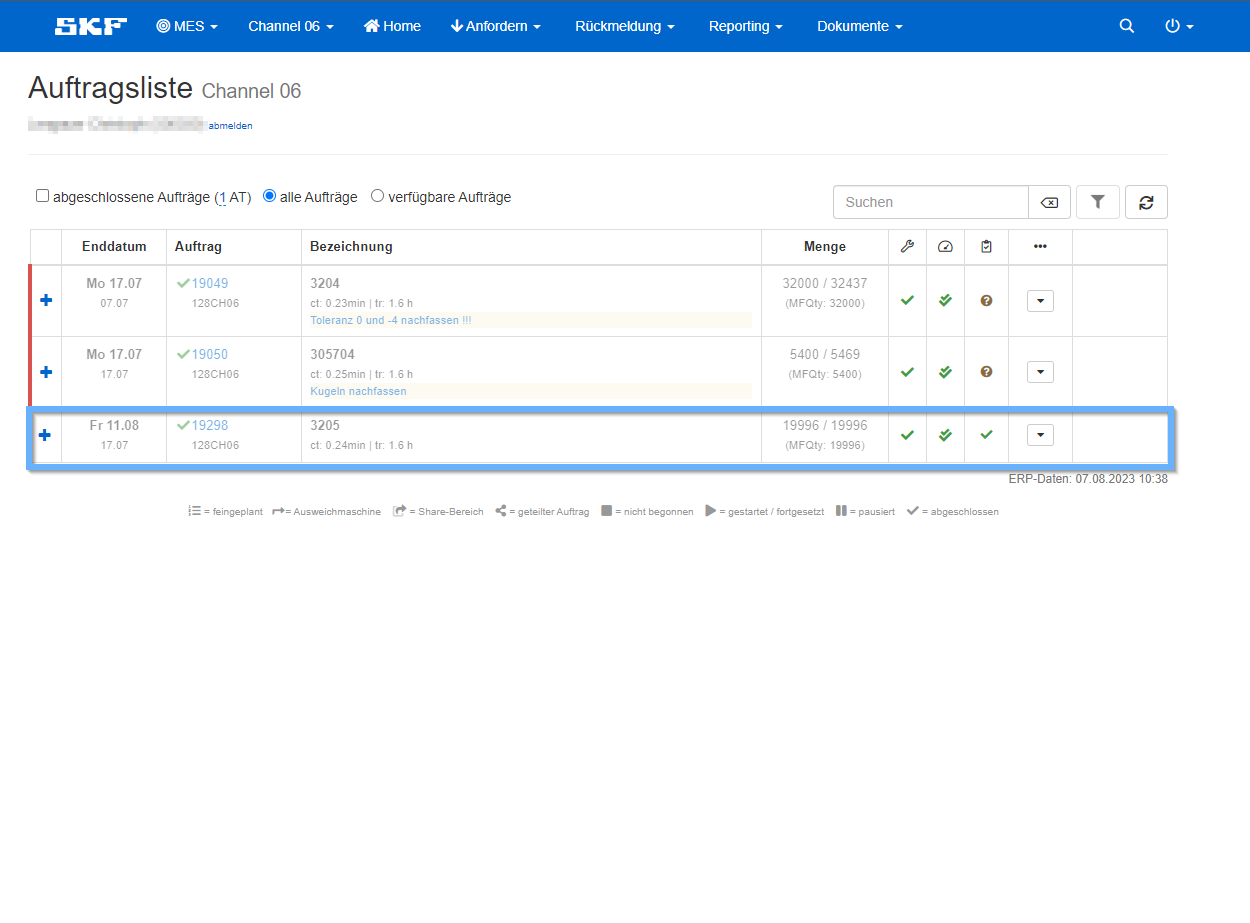 SKF MES Channel 06 Home Anfordern Rückmeldung Reporting Dokumente
Auftragsliste Channel 06
abmelden
abgeschlossene Aufträge (1 AT) alle Aufträge verfügbare Aufträge Suchen
Enddatum Auftrag Bezeichnung Menge
Mo 17.07 19049 3204 32000 / 32437
07.07 128CH06 ct: 0.23min | tr: 1.6 h (MFQty: 32000)
Toleranz 0 und -4 nachfassen !!!
Mo 17.07 19050 305704 5400 / 5469
17.07 128CH06 ct: 0.25min | tr: 1.6 h (MFQty: 5400)
Kugeln nachfassen
Fr 11.08 19298 3205 19996 / 19996
17.07 128CH06 ct: 0.24min | tr: 1.6 h (MFQty: 19996)
ERP-Daten: 07.08.2023 10:38
= feingeplant = Ausweichmaschine = Share-Bereich = geteilter Auftrag = nicht begonnen = gestartet / fortgesetzt = pausiert = abgeschlossen